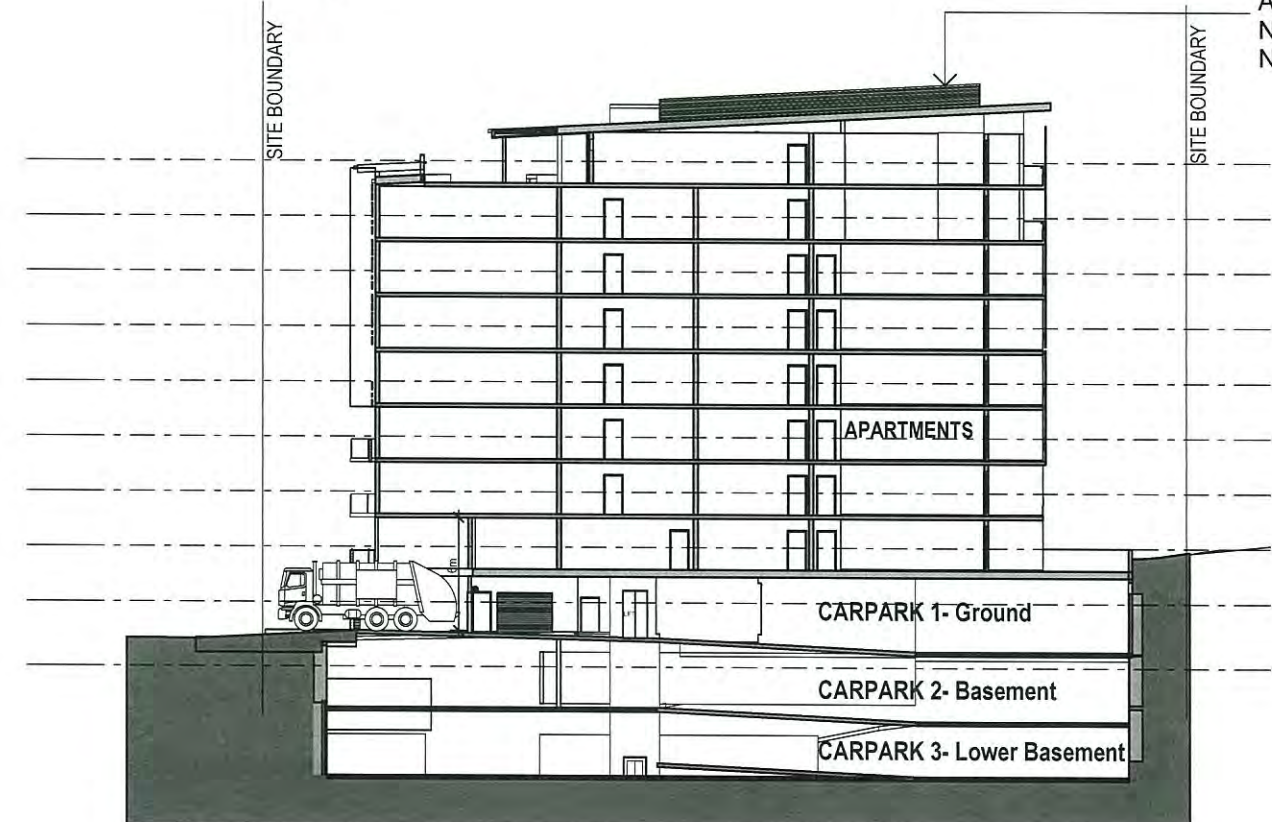 A
N
N
SITE BOUNDARY
SITE BOUNDARY
APARTMENTS
CARPARK 1- Ground
CARPARK 2- Basement
CARPARK 3- Lower Basement